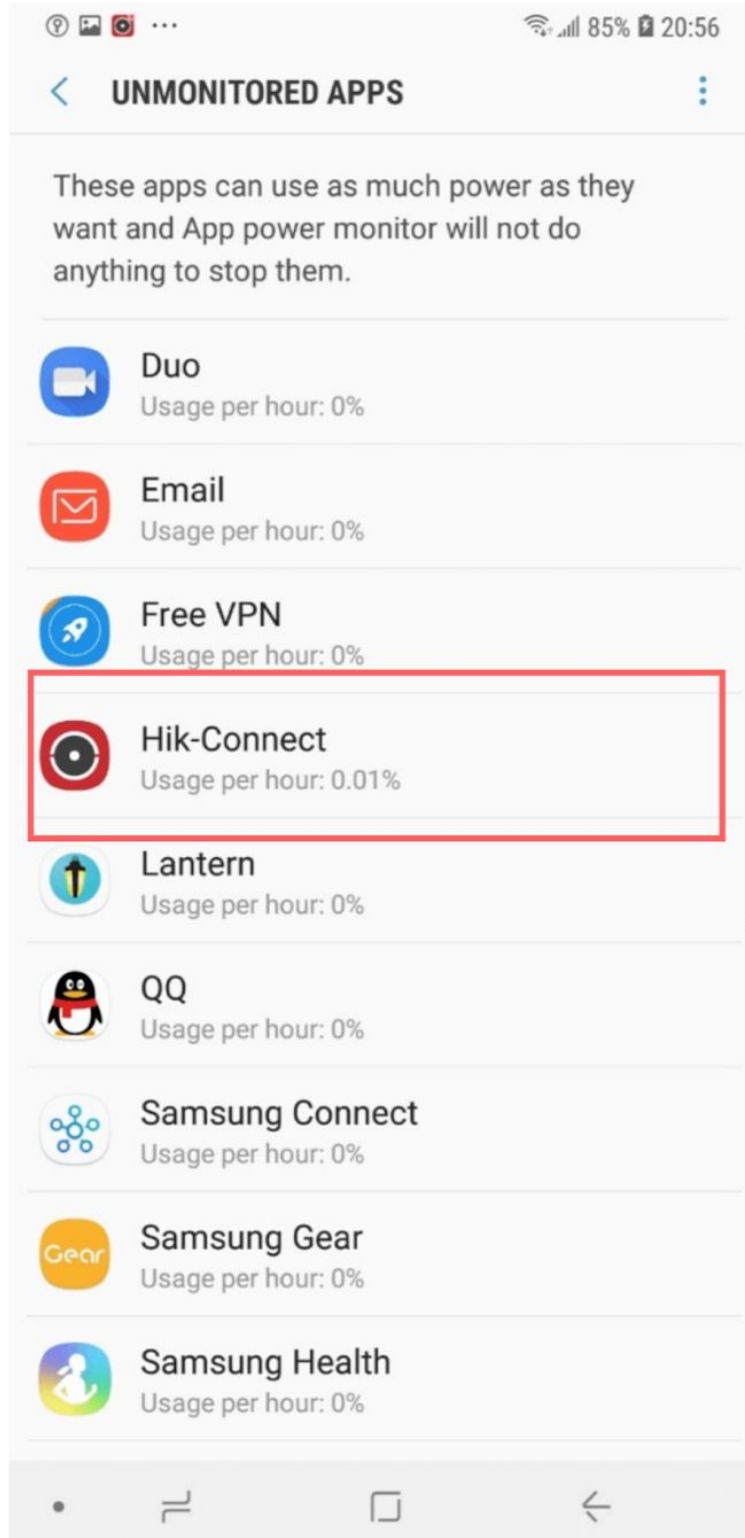 85% 20:56
UNMONITORED APPS
These apps can use as much power as they
want and App power monitor will not do
anything to stop them.
Duo
Usage per hour: 0%
Email
Usage per hour: 0%
Free VPN
Usage per hour: 0%
Hik-Connect
Usage per hour: 0.01%
Lantern
Usage per hour: 0%
QQ
Usage per hour: 0%
Samsung Connect
Usage per hour: 0%
Gear
Samsung Gear
Usage per hour: 0%
Samsung Health
Usage per hour: 0%